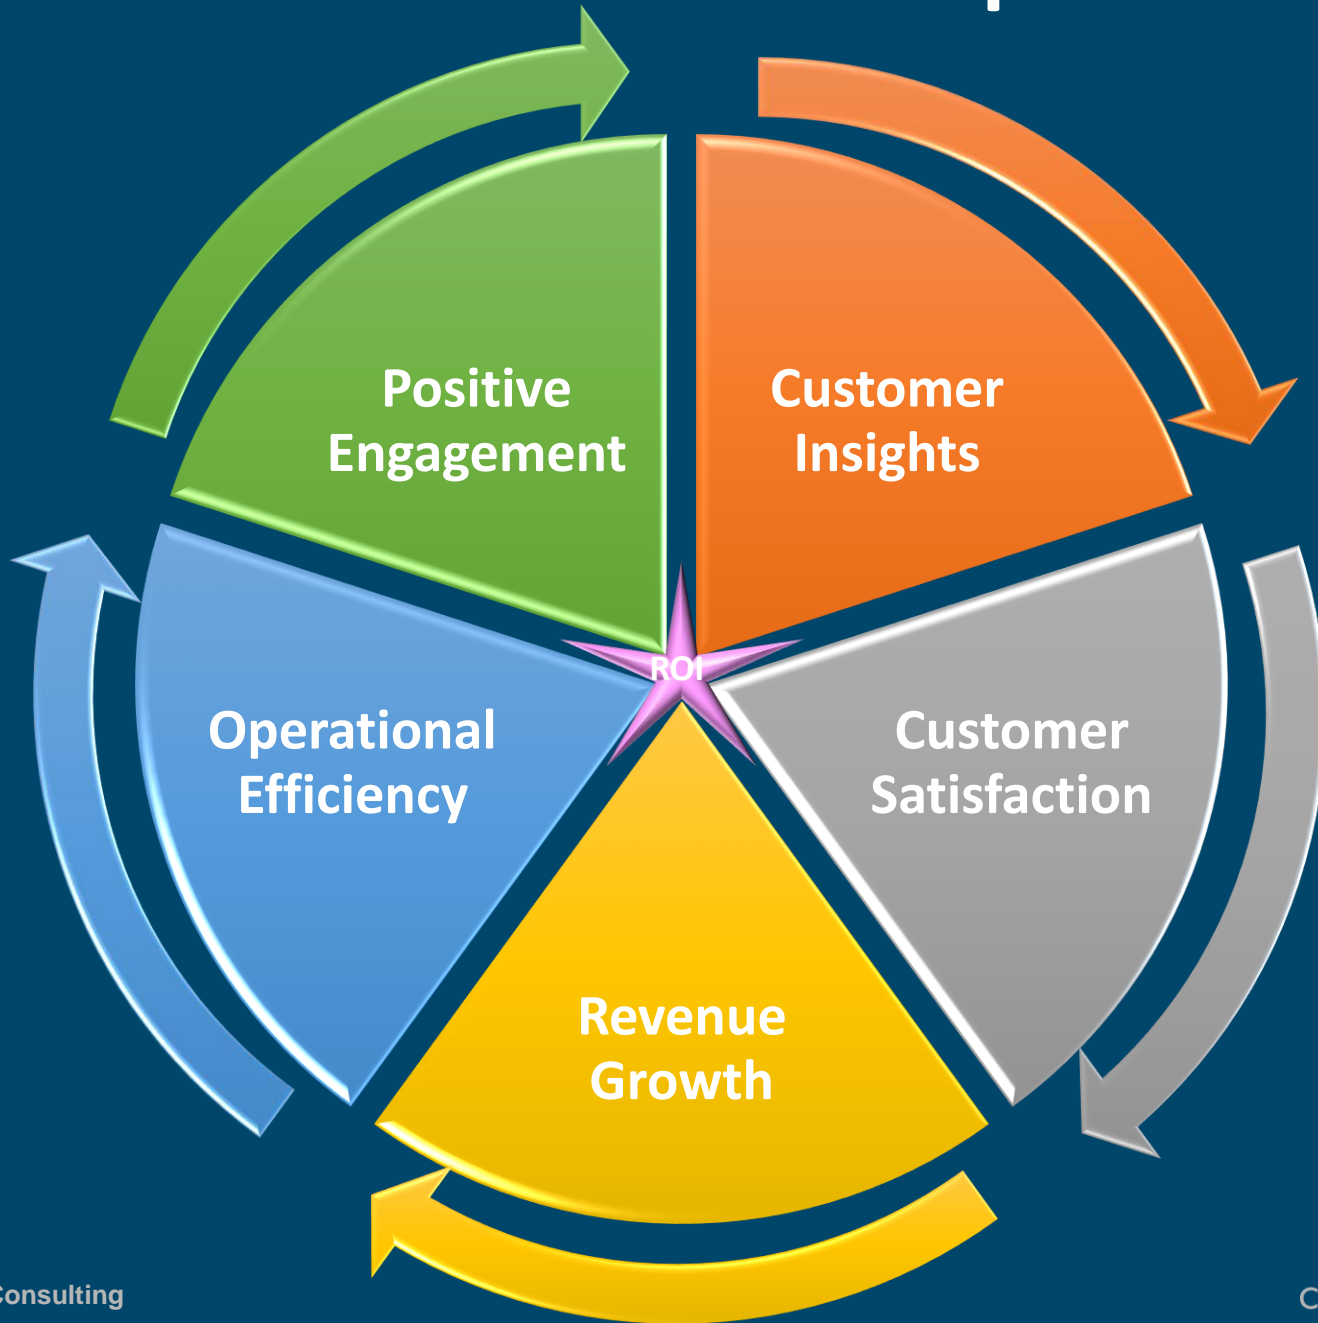 Positive
Engagement
Customer
Insights
ROI
Operational
Efficiency
Customer
Satisfaction
Revenue
Growth
Consulting